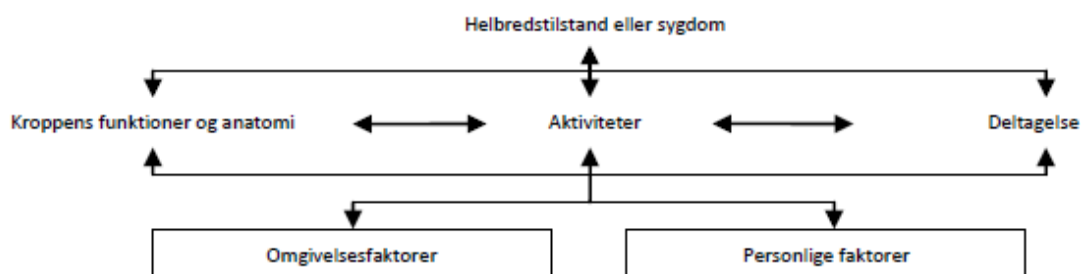 Helbredstilstand eller sygdom
Kroppens funktioner og anatomi
Aktiviteter
Deltagelse
Omgivelsesfaktorer
Personlige faktorer